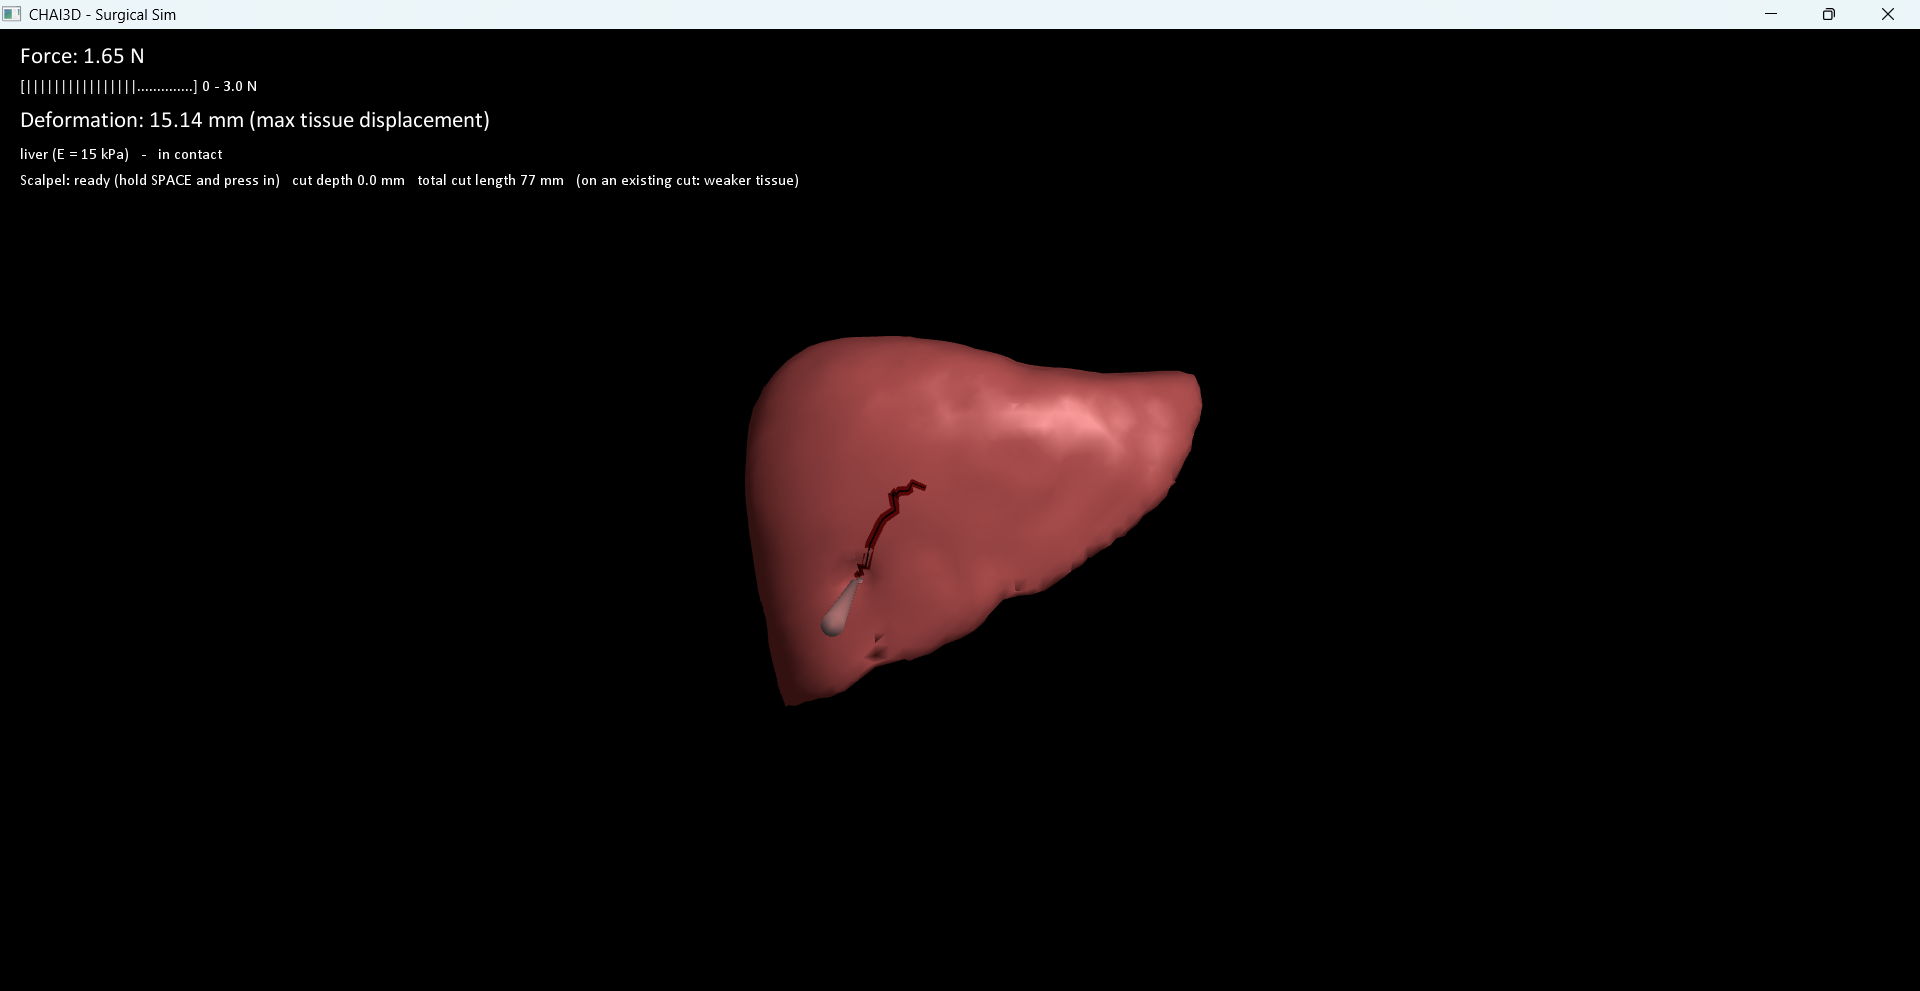 CHAI3D - Surgical Sim
Force: 1.65 N
[||||||||||||||||..............] 0 - 3.0 N
Deformation: 15.14 mm (max tissue displacement)
liver (E = 15 kPa)   -   in contact
Scalpel: ready (hold SPACE and press in)   cut depth 0.0 mm   total cut length 77 mm   (on an existing cut: weaker tissue)